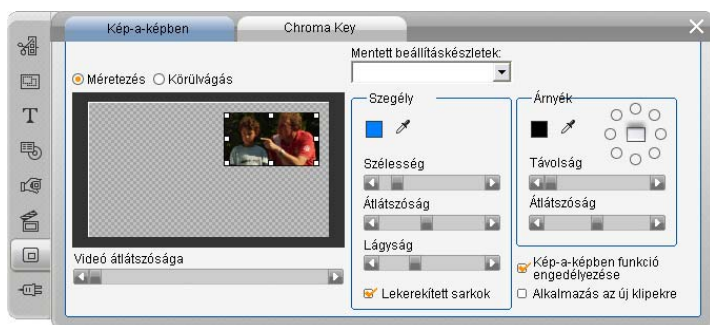 Kép-a-képben
Chroma Key
Mentett beállításkészletek:
Méretezés
Körülvágás
Szegély
Árnyék
Szélesség
Távolság
Átlátszóság
Átlátszóság
Lágyság
Videó átlátszósága
Kép-a-képben funkció
engedélyezése
Lekerekített sarkok
Alkalmazás az új klipekre